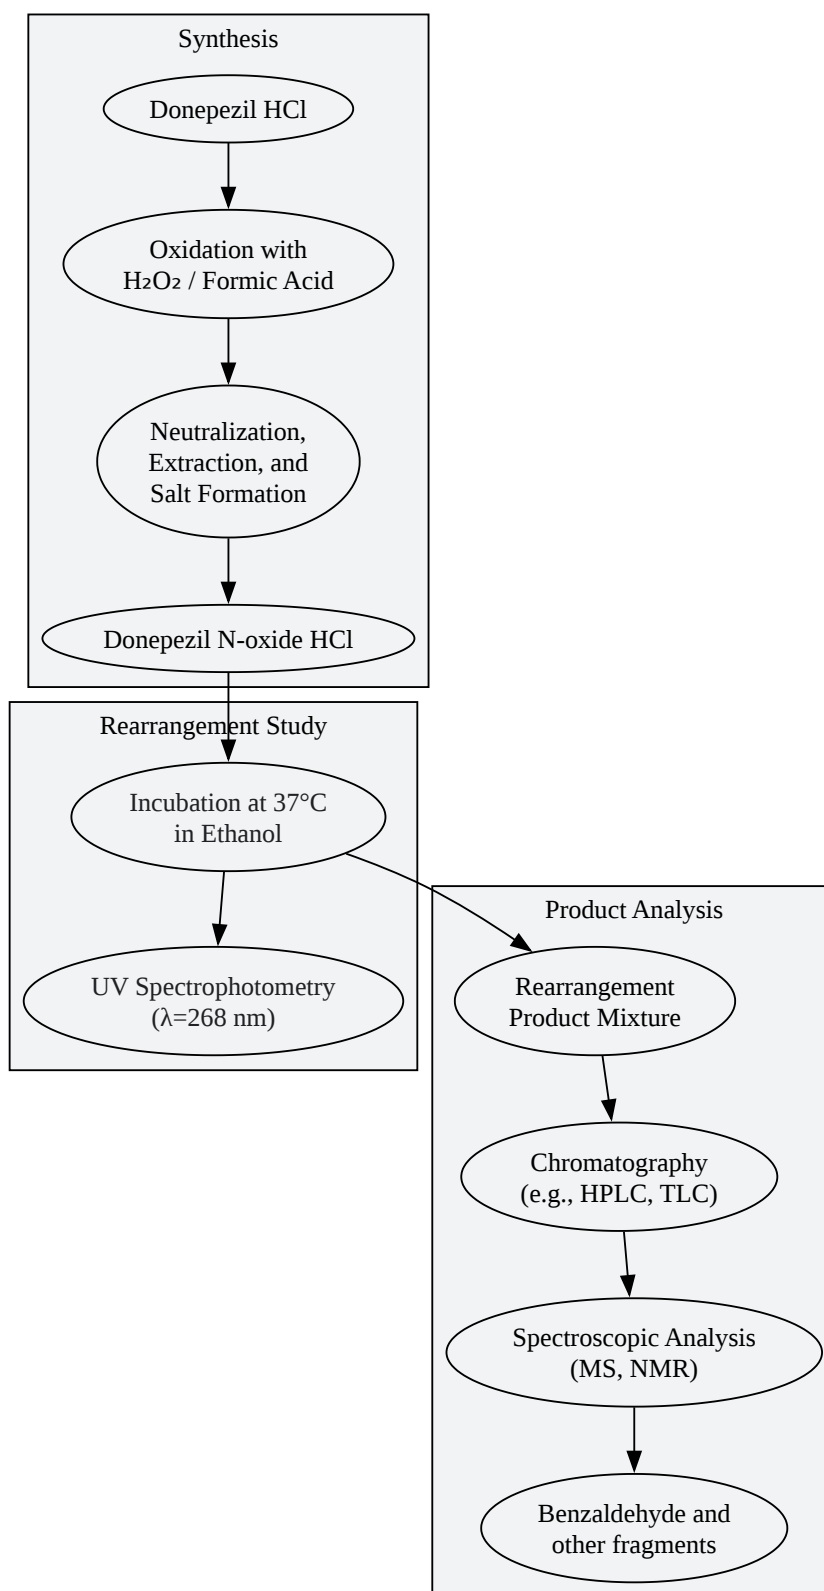 Synthesis
Donepezil HCl
Oxidation with
H₂O₂ / Formic Acid
Neutralization,
Extraction, and
Salt Formation
Donepezil N-oxide HCl
Rearrangement Study
Incubation at 37°C
in Ethanol
UV Spectrophotometry
(λ=268 nm)
Product Analysis
Rearrangement
Product Mixture
Chromatography
(e.g., HPLC, TLC)
Spectroscopic Analysis
(MS, NMR)
Benzaldehyde and
other fragments